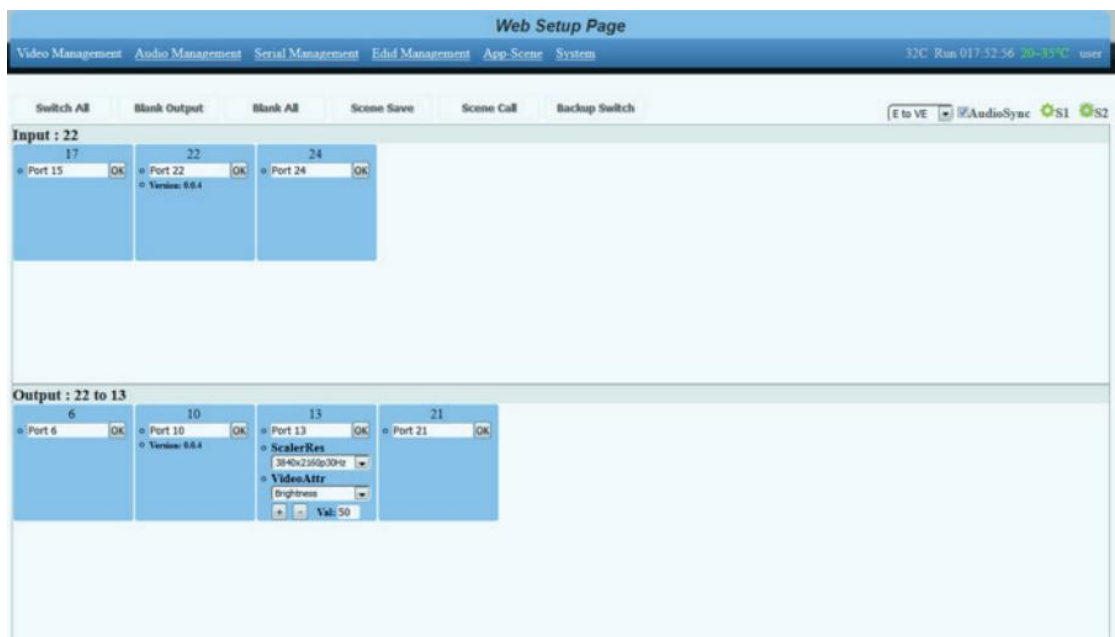 Web Setup Page
Video Management Audio Management Serial Management Edid Management App-Scene System 32C Run 017:52:56 20~35°C user
Switch All Blank Output Blank All Scene Save Scene Call Backup Switch E to VE AudioSync S1 S2
Input : 22
17 22 24
Port 15 OK Port 22 OK Port 24 OK
Version: 0.0.4
Output : 22 to 13
6 10 13 21
Port 6 OK Port 10 OK Port 13 OK Port 21 OK
Version: 0.0.4 ScalerRes
3840x2160p30Hz
VideoAttr
Brightness
+ - Val: 50